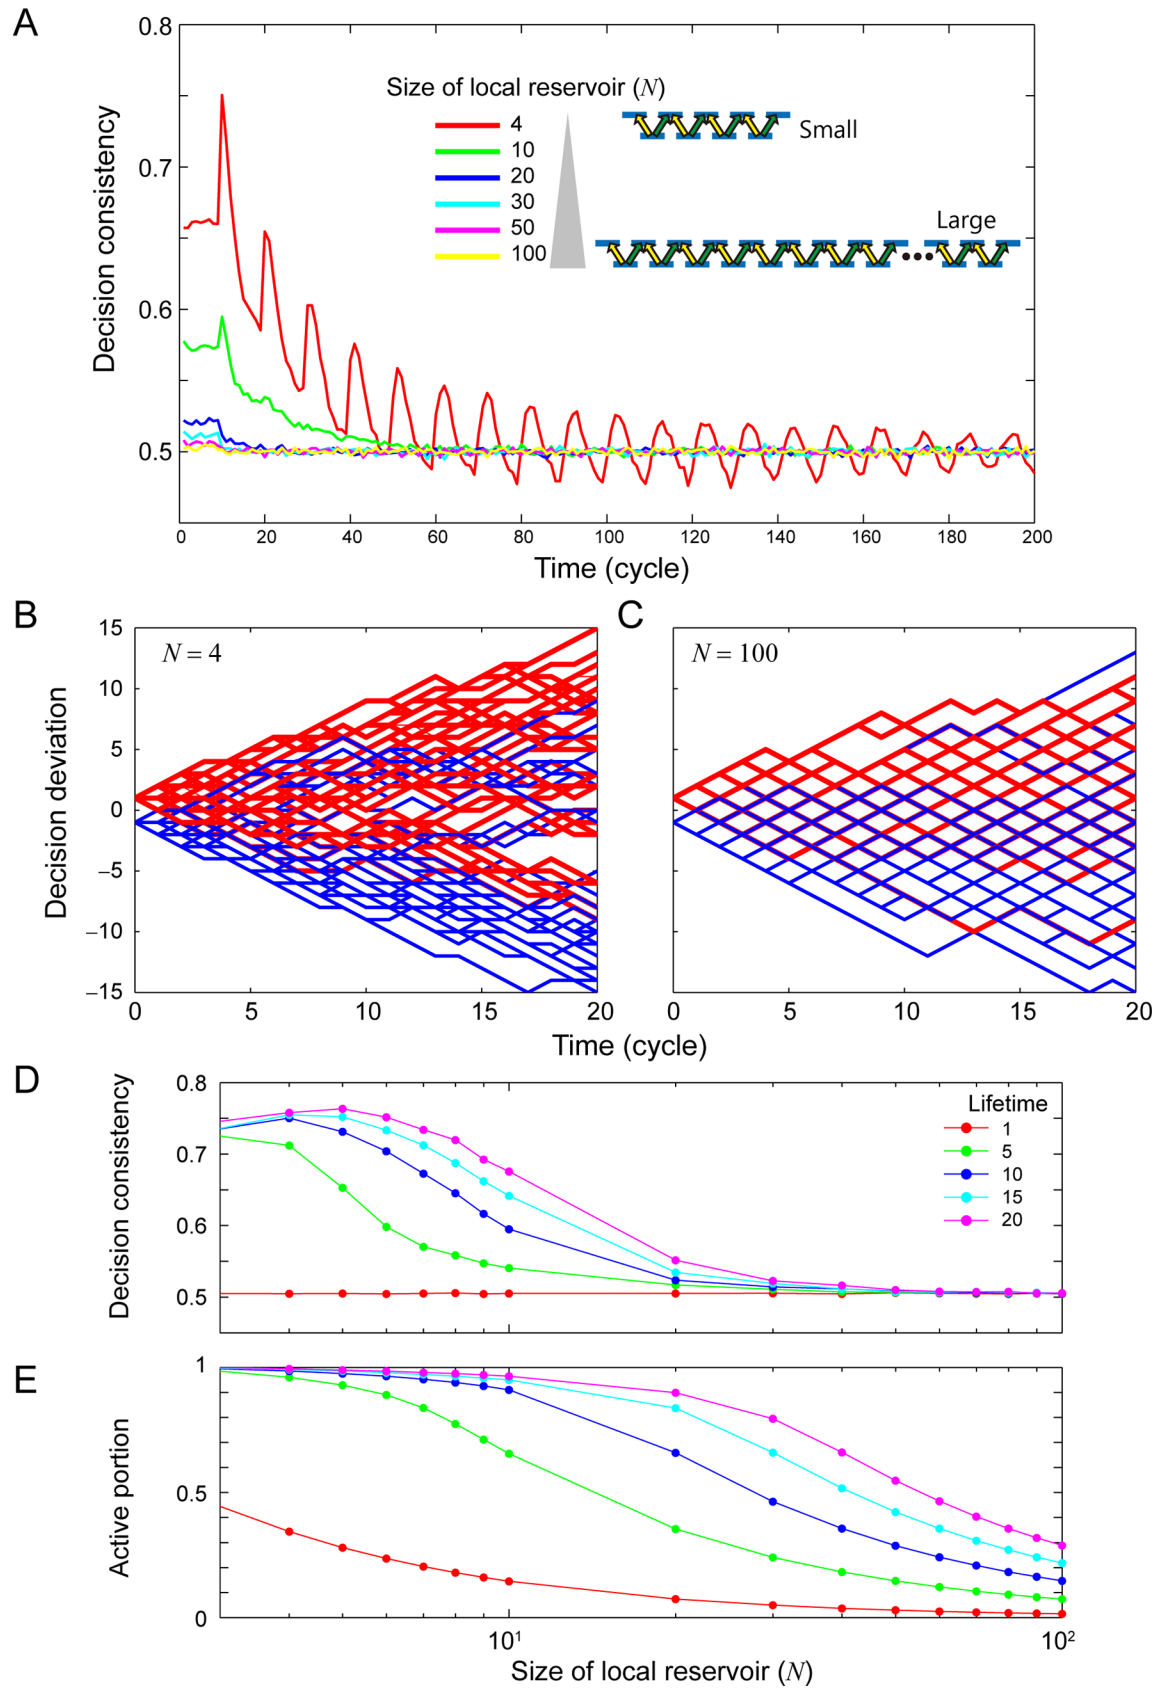 A
0.8
0.7
0.6
0.5
Decision consistency
Size of local reservoir (N)
4
10
20
30
50
100
Small
Large
0 20 40 60 80 100 120 140 160 180 200
Time (cycle)
B
N = 4
15
10
5
0
−5
−10
−15
Decision deviation
0 5 10 15 20
C
N = 100
0 5 10 15 20
Time (cycle)
D
0.8
0.7
0.6
0.5
Decision consistency
Lifetime
1
5
10
15
20
E
1
0.5
0
Active portion
10¹ 10²
Size of local reservoir (N)